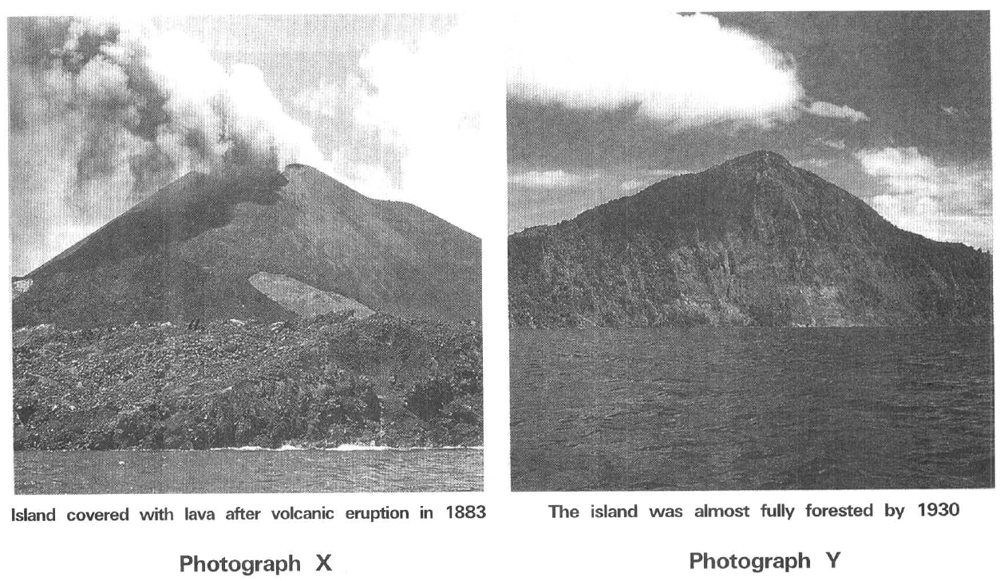 Island covered with lava after volcanic eruption in 1883
The island was almost fully forested by 1930
Photograph X
Photograph Y